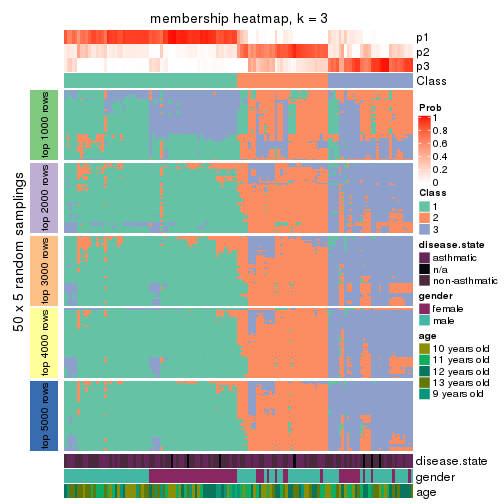 membership heatmap, k = 3
p1
p2
p3
Class
50 x 5 random samplings
top 1000 rows
top 2000 rows
top 3000 rows
top 4000 rows
top 5000 rows
disease.state
gender
age
Prob
1
0.8
0.6
0.4
0.2
0
Class
1
2
3
disease.state
asthmatic
n/a
non-asthmatic
gender
female
male
age
10 years old
11 years old
12 years old
13 years old
9 years old